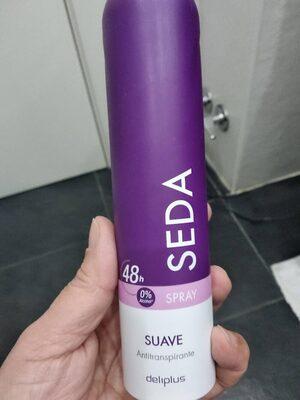 SEDA
48h
0%
Alcohol
SPRAY
SUAVE
Antitranspirante
deliplus